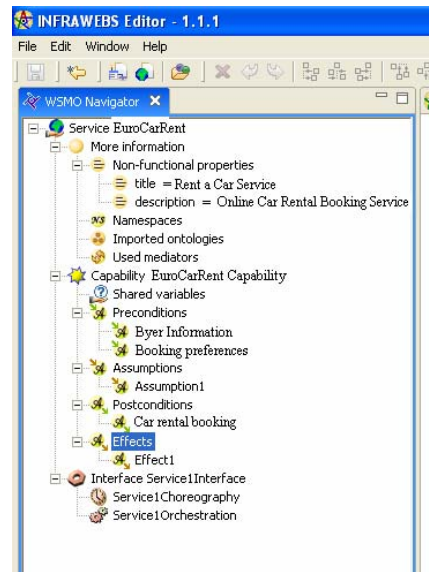 INFRAWEBS Editor - 1.1.1
File Edit Window Help
WSMO Navigator
Service EuroCarRent
More information
Non-functional properties
title = Rent a Car Service
description = Online Car Rental Booking Service
NS Namespaces
Imported ontologies
Used mediators
Capability EuroCarRent Capability
Shared variables
Preconditions
Byer Information
Booking preferences
Assumptions
Assumption1
Postconditions
Car rental booking
Effects
Effect1
Interface Service1Interface
Service1Choreography
Service1Orchestration